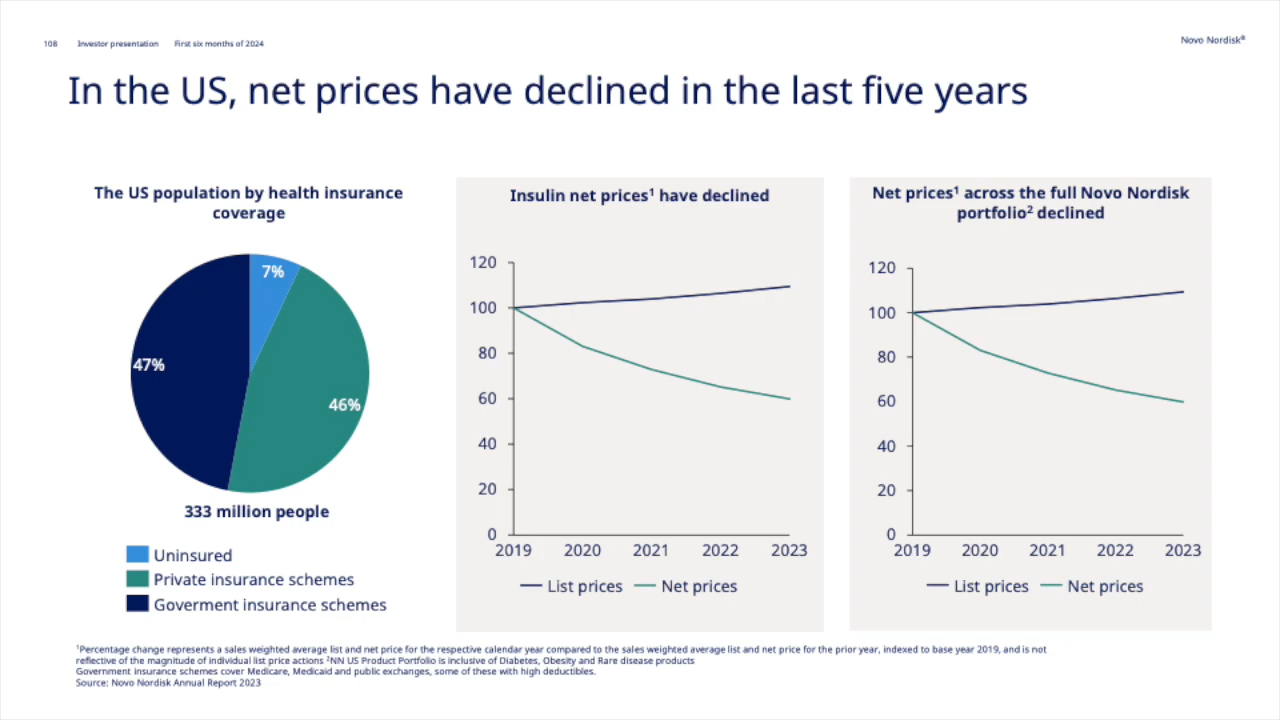 108 Investor presentation First six months of 2024
Novo Nordisk®
In the US, net prices have declined in the last five years
The US population by health insurance
coverage
7%
47%
46%
333 million people
Uninsured
Private insurance schemes
Goverment insurance schemes
Insulin net prices¹ have declined
120
100
80
60
40
20
0
2019 2020 2021 2022 2023
List prices Net prices
Net prices¹ across the full Novo Nordisk
portfolio² declined
120
100
80
60
40
20
0
2019 2020 2021 2022 2023
List prices Net prices
¹Percentage change represents a sales weighted average list and net price for the respective calendar year compared to the sales weighted average list and net price for the prior year, indexed to base year 2019, and is not
reflective of the magnitude of individual list price actions ²NN US Product Portfolio is inclusive of Diabetes, Obesity and Rare disease products
Government insurance schemes cover Medicare, Medicaid and public exchanges, some of these with high deductibles.
Source: Novo Nordisk Annual Report 2023